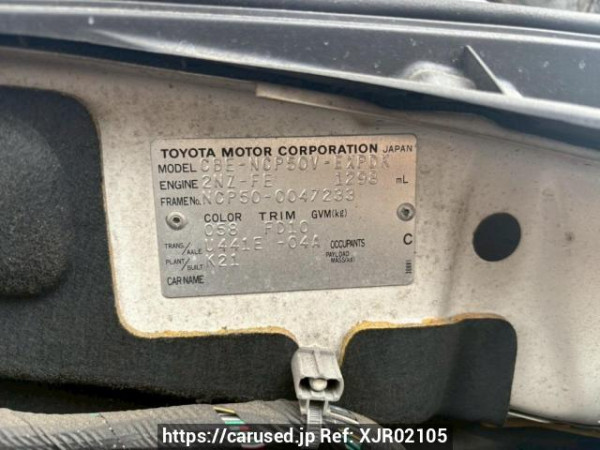 TOYOTA MOTOR CORPORATION JAPAN
MODEL CBE-NCP50V-EXPDK
ENGINE 2NZ-FE 1298 mL
FRAME No. NCP50-0047233
COLOR TRIM GVM(kg)
058 FD10
TRANS./AXLE U441E -04A OCCUPANTS C
PLANT/BUILT K21 PAYLOAD MASS(kg)
CAR NAME
https://carused.jp Ref: XJR02105